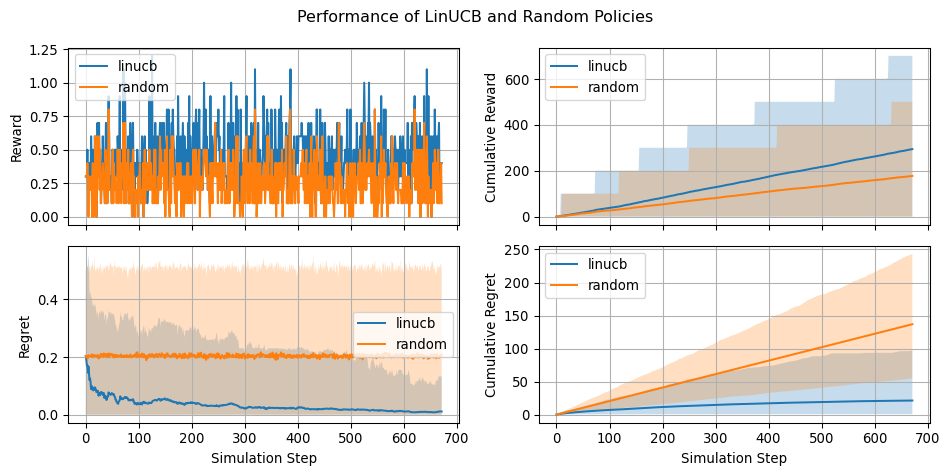 Performance of LinUCB and Random Policies
linucb
random
Reward
1.25
1.00
0.75
0.50
0.25
0.00
linucb
random
Cumulative Reward
600
400
200
0
linucb
random
Regret
0.4
0.2
0.0
0 100 200 300 400 500 600 700
Simulation Step
linucb
random
Cumulative Regret
250
200
150
100
50
0
0 100 200 300 400 500 600 700
Simulation Step